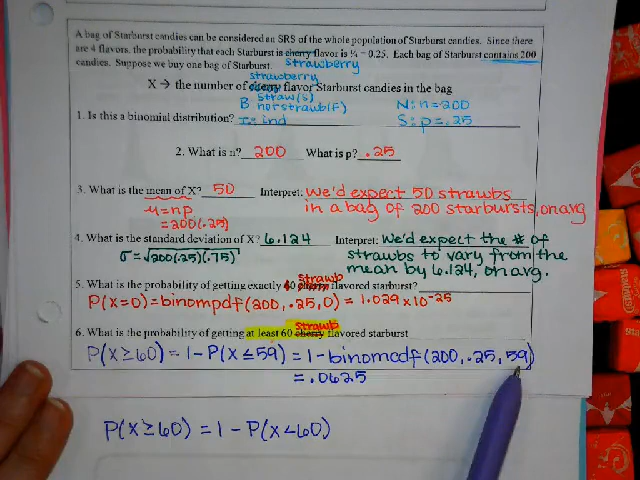 A bag of Starburst candies can be considered an SRS of the whole population of Starburst candies. Since there
are 4 flavors, the probability that each Starburst is cherry flavor is ¼ = 0.25. Each bag of Starburst contains 200
candies. Suppose we buy one bag of Starburst. strawberry
strawberry
X → the number of cherry flavor Starburst candies in the bag
B straw(s)
not strawb(F) N: n=200
1. Is this a binomial distribution? I: ind S: p=.25
2. What is n? 200 What is p? .25
3. What is the mean of X? 50 Interpret: we'd expect 50 strawbs
μ=np in a bag of 200 starbursts, on avg
=200(.25)
4. What is the standard deviation of X? 6.124 Interpret: we'd expect the # of
σ=√200(.25)(.75) strawbs to vary from the
mean by 6.124, on avg.
strawb
5. What is the probability of getting exactly 0 cherry flavored starburst?
P(X=0)=binompdf(200, .25, 0) = 1.029 x 10⁻²⁵
strawb
6. What is the probability of getting at least 60 cherry flavored starburst
P(X≥60) = 1-P(X≤59) = 1-binomcdf(200, .25, 59)
= .0625
P(X≥60) = 1-P(X<60)